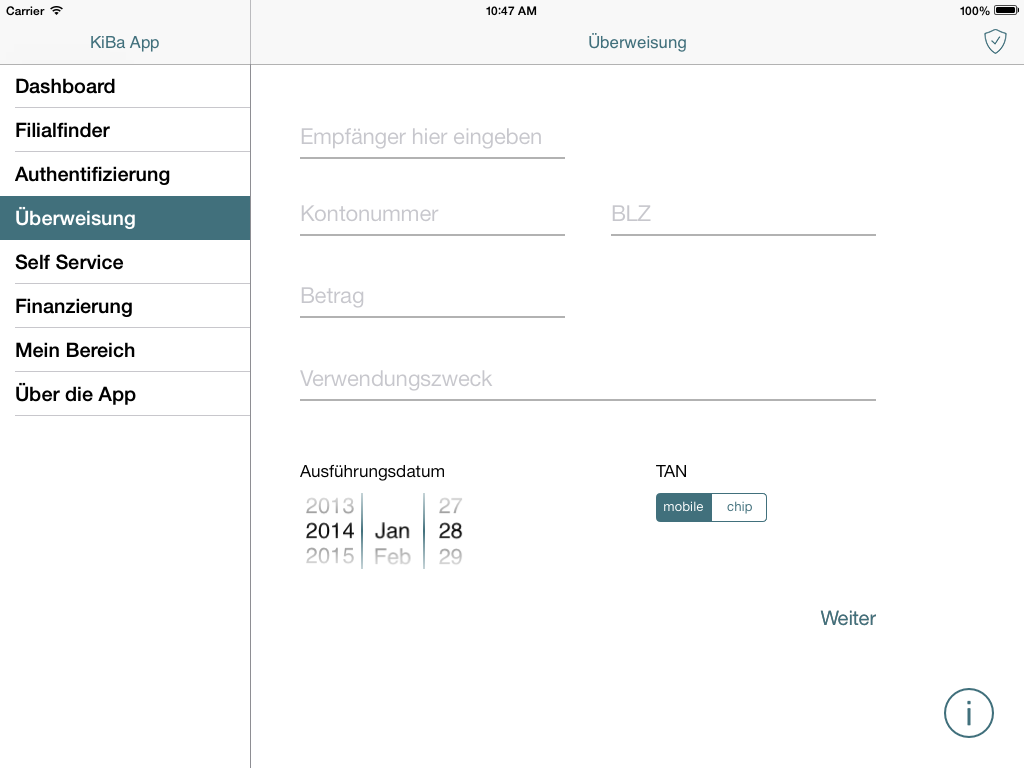 Carrier 10:47 AM 100%
KiBa App
Überweisung
Dashboard
Filialfinder
Authentifizierung
Überweisung
Self Service
Finanzierung
Mein Bereich
Über die App
Empfänger hier eingeben
Kontonummer BLZ
Betrag
Verwendungszweck
Ausführungsdatum TAN
2013 27
2014 Jan 28
2015 Feb 29
mobile chip
Weiter
i